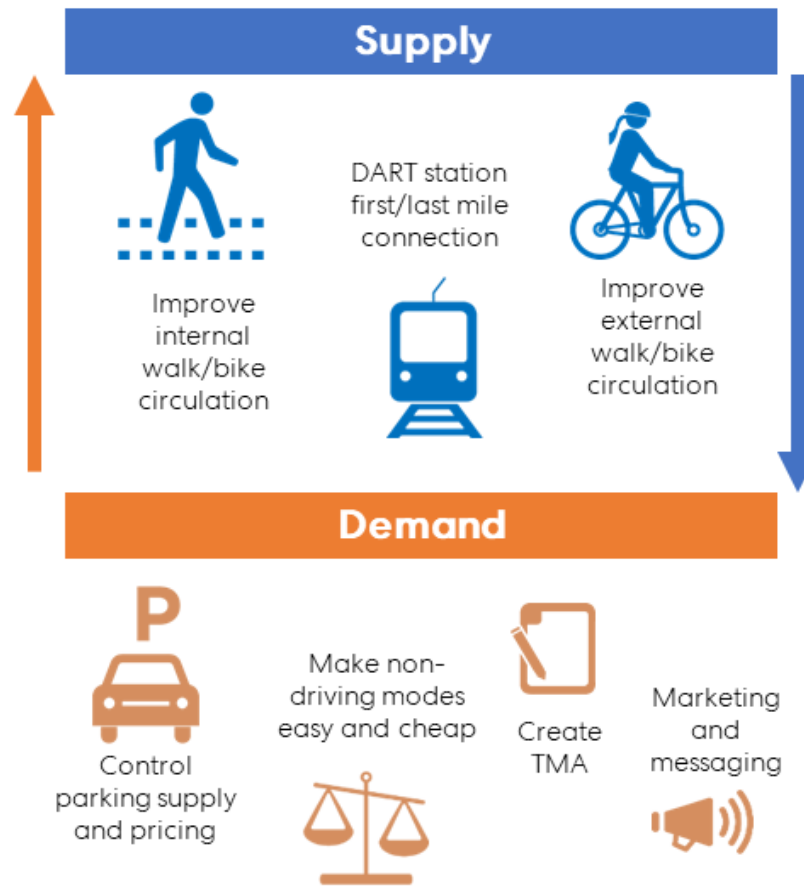 Supply
DART station
first/last mile
connection
Improve
internal
walk/bike
circulation
Improve
external
walk/bike
circulation
Demand
P
Control
parking supply
and pricing
Make non-
driving modes
easy and cheap
Create
TMA
Marketing
and
messaging